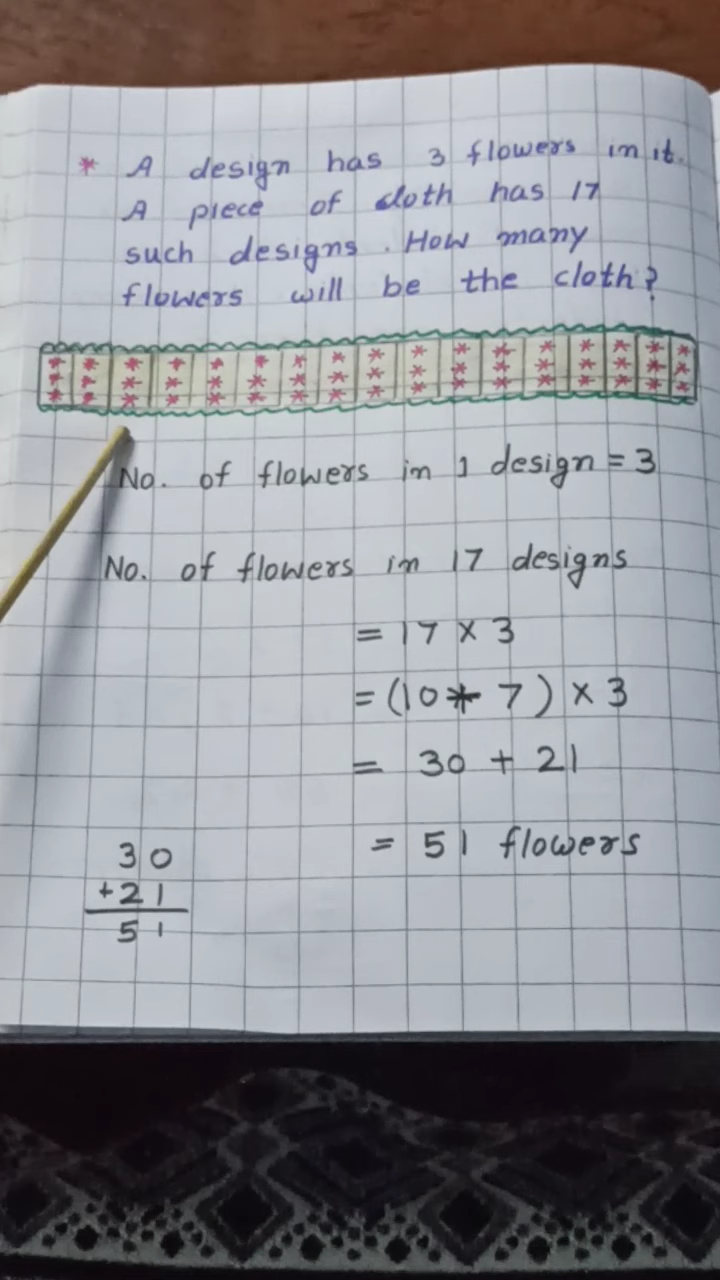 * A design has 3 flowers in it.
A piece of cloth has 17
such designs. How many
flowers will be the cloth?
No. of flowers in 1 design = 3
No. of flowers in 17 designs
= 17 × 3
= (10 + 7) × 3
= 30 + 21
= 51 flowers
30
+21
51